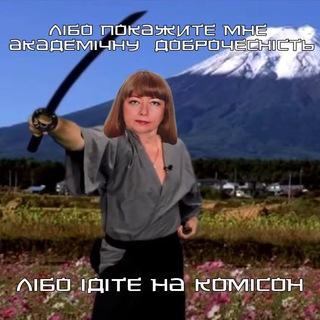 ЛІБО ПОКАЖИТЕ МНЕ
АКАДЕМІЧНУ ДОБРОЧЕСНІСТЬ
ЛІБО ІДІТЕ НА КОМІСОН